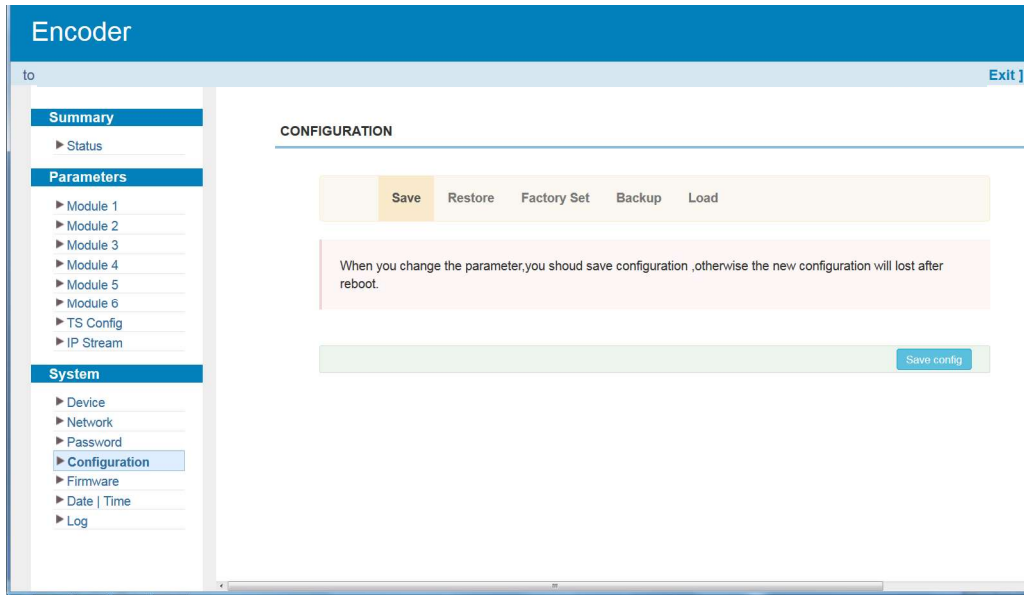 Encoder
to
Exit ]
Summary
Status
Parameters
Module 1
Module 2
Module 3
Module 4
Module 5
Module 6
TS Config
IP Stream
System
Device
Network
Password
Configuration
Firmware
Date | Time
Log
CONFIGURATION
Save Restore Factory Set Backup Load
When you change the parameter,you shoud save configuration ,otherwise the new configuration will lost after
reboot.
Save config